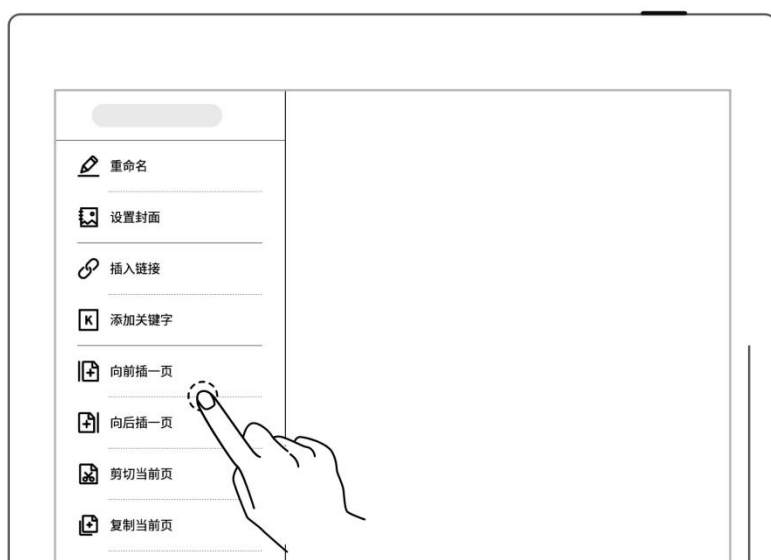 重命名
设置封面
插入链接
K 添加关键字
向前插一页
向后插一页
剪切当前页
复制当前页